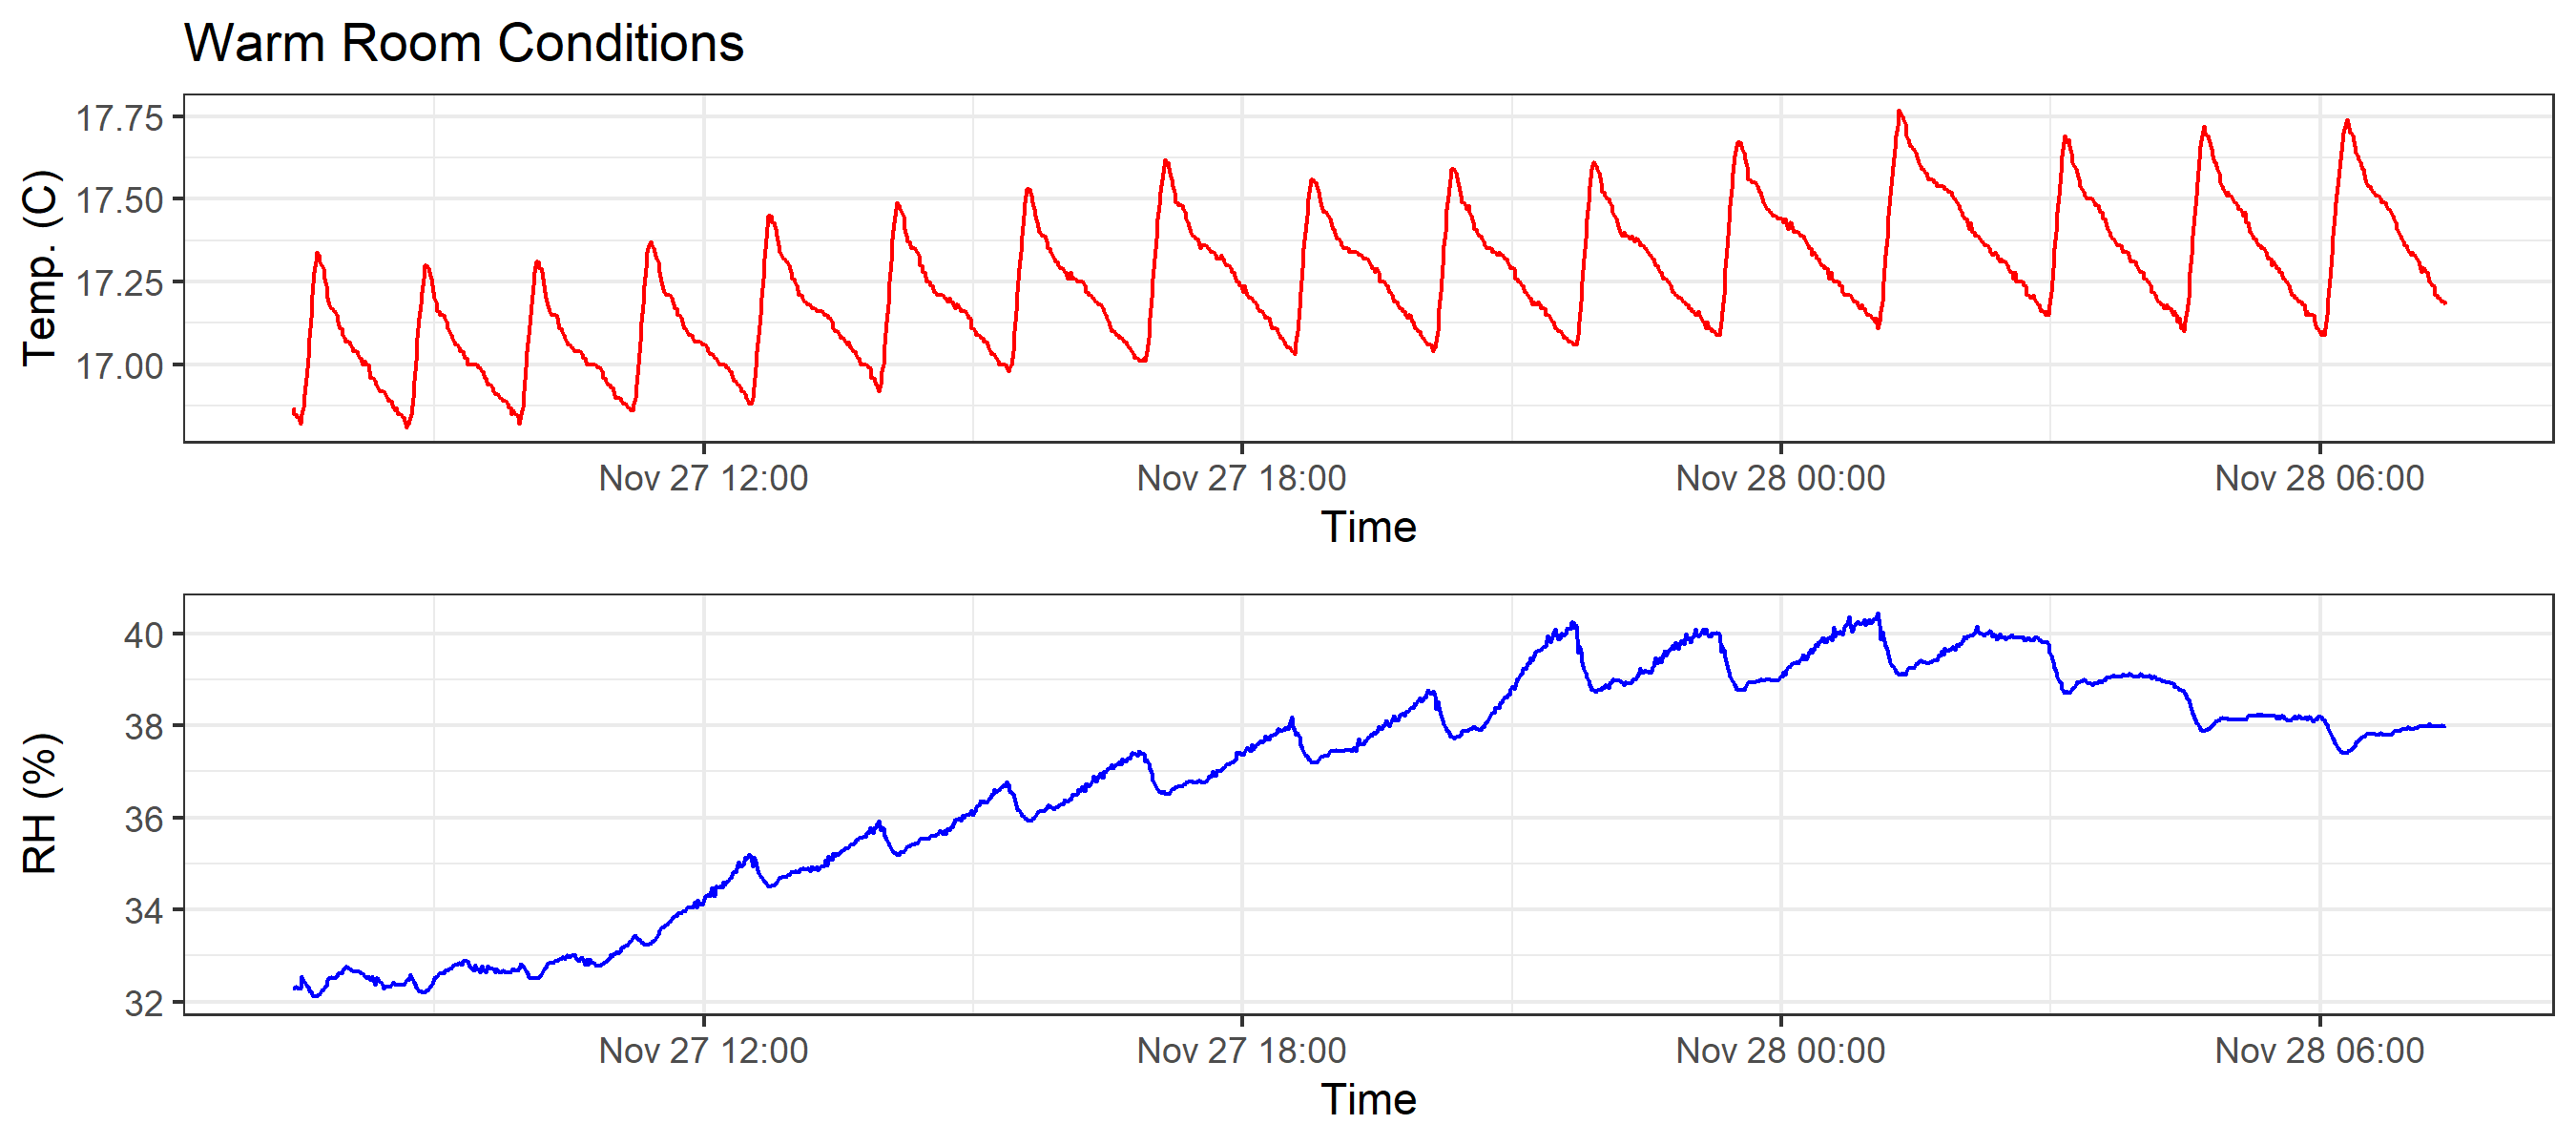 Warm Room Conditions
Temp. (C)
17.75
17.50
17.25
17.00
Nov 27 12:00 Nov 27 18:00 Nov 28 00:00 Nov 28 06:00
Time
RH (%)
40
38
36
34
32
Nov 27 12:00 Nov 27 18:00 Nov 28 00:00 Nov 28 06:00
Time